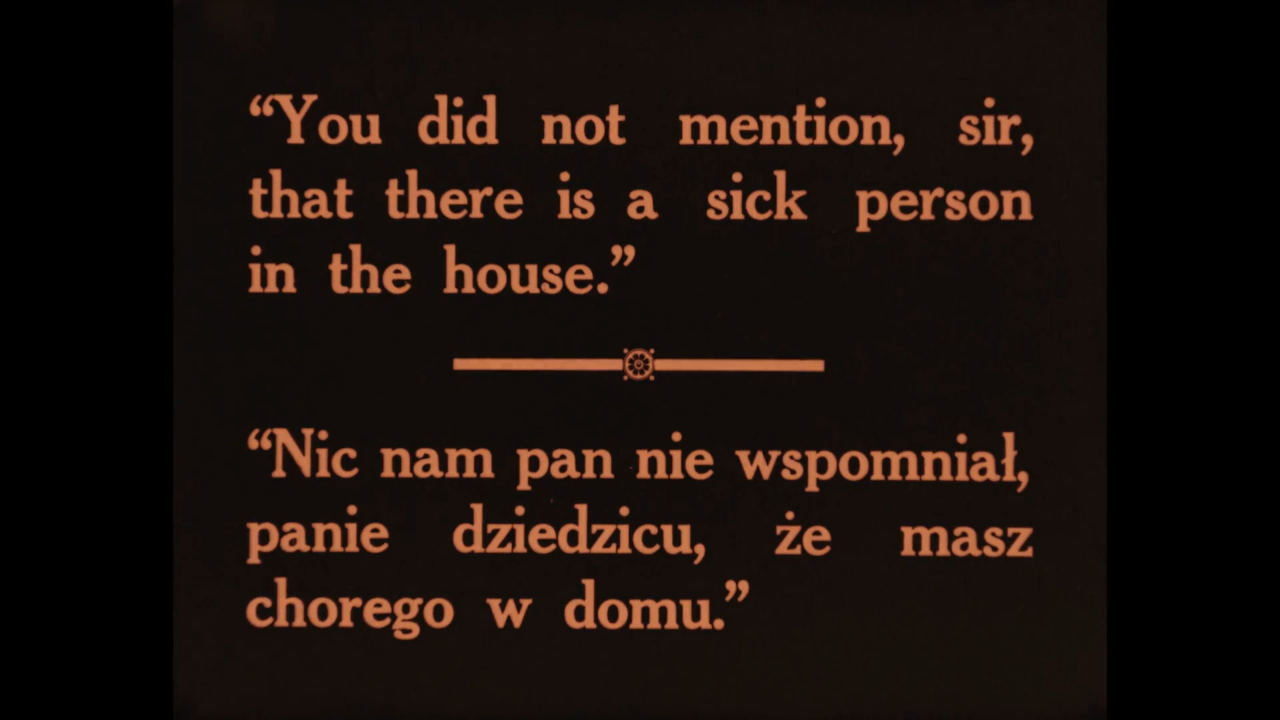 “You did not mention, sir,
that there is a sick person
in the house.”
“Nic nam pan nie wspomniał,
panie dziedzicu, że masz
chorego w domu.”